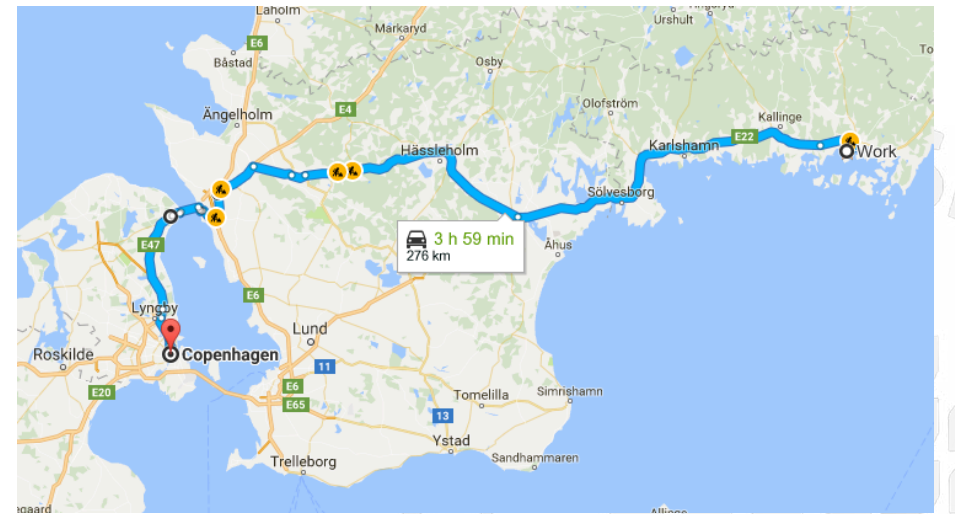 Laholm
Markaryd
Urshult
E6
Båstad
Osby
To
Ängelholm
E4
Olofström
Kallinge
Hässleholm
Karlshamn
E22
Work
Sölvesborg
3 h 59 min
276 km
Åhus
E47
E6
Lyngby
Lund
Roskilde
Copenhagen
11
E20
E6
E65
Tomelilla
Simrishamn
13
Ystad
Trelleborg
Sandhammaren